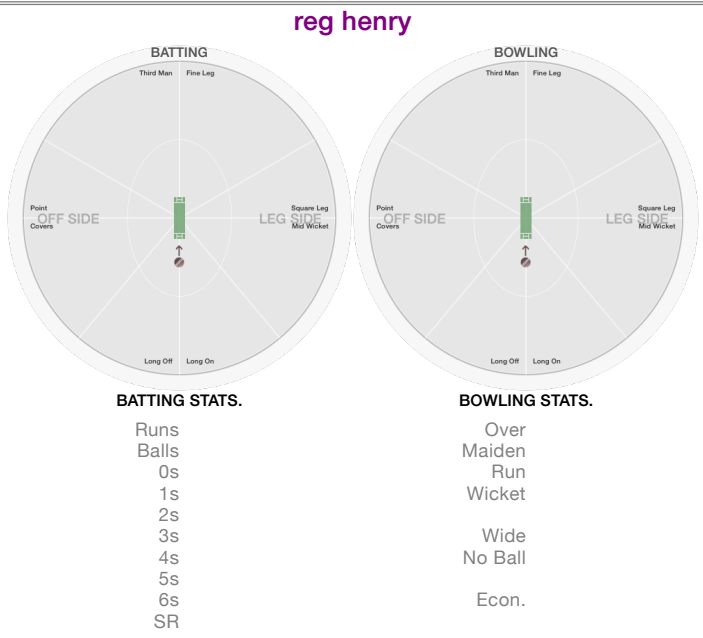 reg henry
BATTING
BOWLING
Third Man Fine Leg
Third Man Fine Leg
Point
OFF SIDE
Covers
Square Leg
LEG SIDE
Mid Wicket
Point
OFF SIDE
Covers
Square Leg
LEG SIDE
Mid Wicket
Long Off Long On
Long Off Long On
BATTING STATS.
Runs
Balls
0s
1s
2s
3s
4s
5s
6s
SR
BOWLING STATS.
Over
Maiden
Run
Wicket
Wide
No Ball
Econ.